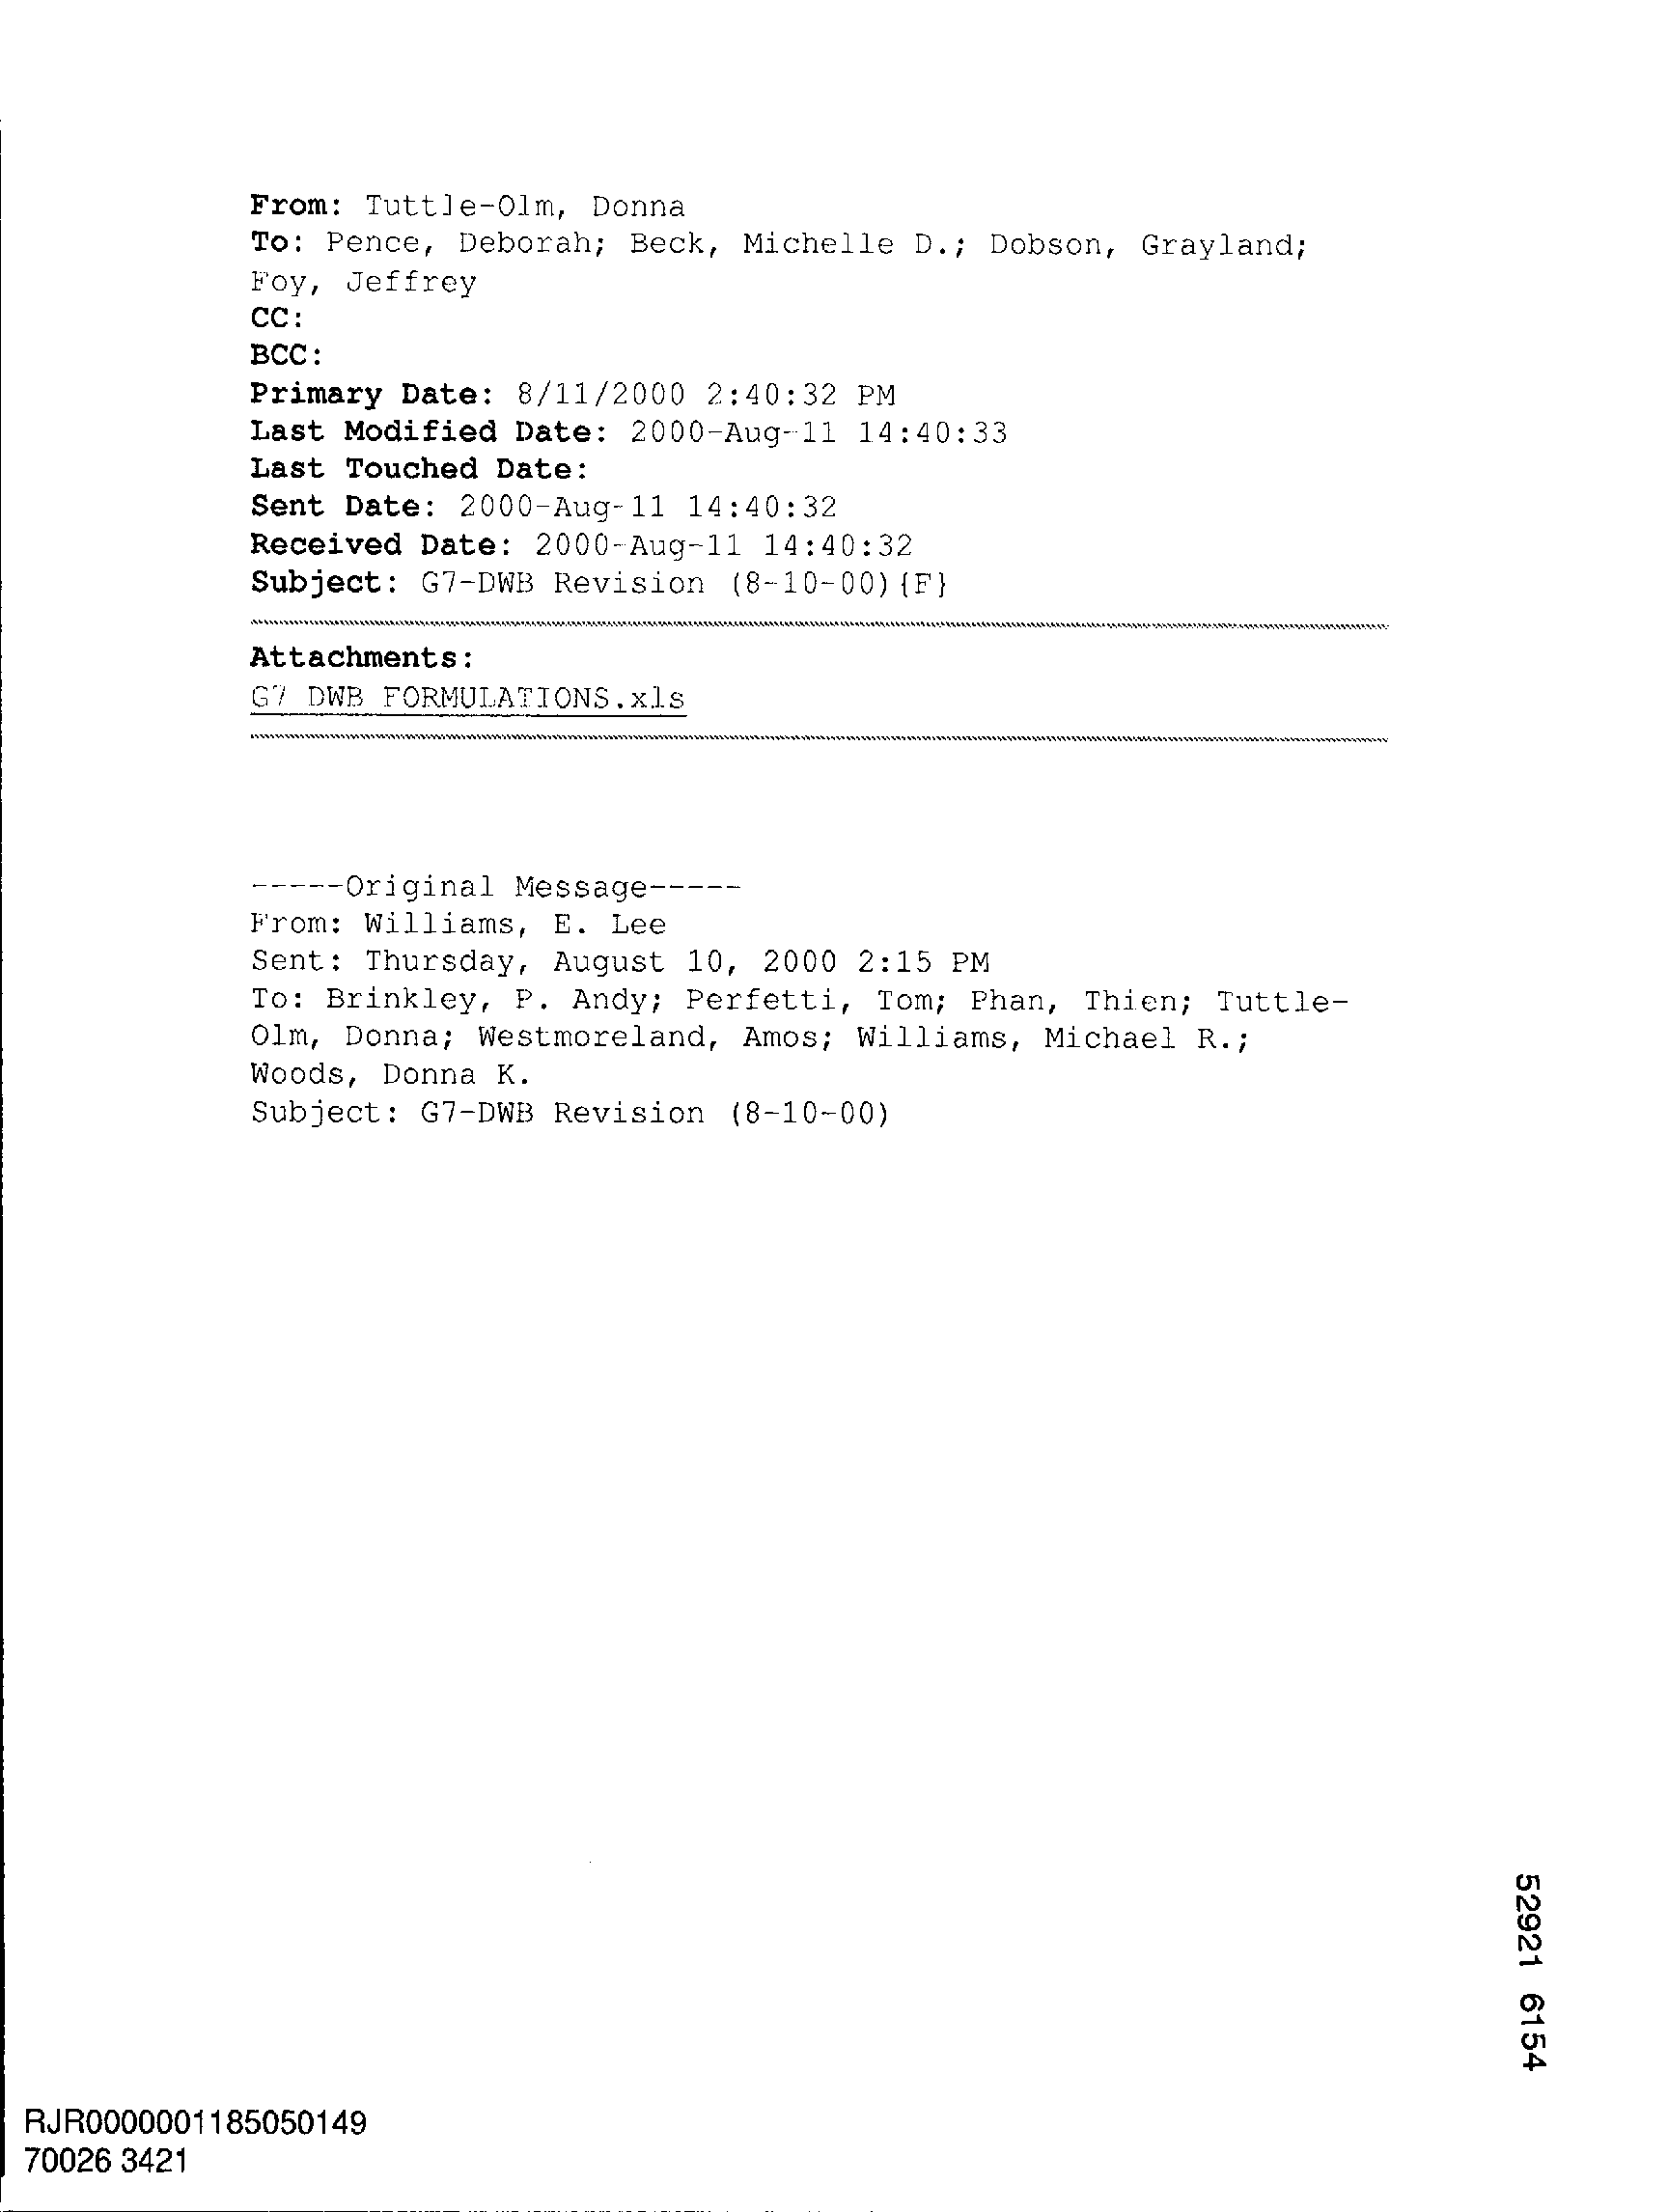 From: Tuttle-Olm, Donna
To: Pence, Deborah; Beck, Michelle D.; Dobson, Grayland;
Foy, Jeffrey
CC:
BCC:
Primary Date: 8/11/2000 2:40:32 PM
Last Modified Date: 2000-Aug-11 14:40:33
Last Touched Date:
Sent Date: 2000-Aug-11 14:40:32
Received Date: 2000-Aug-11 14:40:32
Subject: G7-DWB Revision (8-10-00){F}
Attachments:
G7 DWB FORMULATIONS.xls
-----Original Message-----
From: Williams, E. Lee
Sent: Thursday, August 10, 2000 2:15 PM
To: Brinkley, P. Andy; Perfetti, Tom; Phan, Thien; Tuttle-
Olm, Donna; Westmoreland, Amos; Williams, Michael R.;
Woods, Donna K.
Subject: G7-DWB Revision (8-10-00)
52921 6154
RJR0000001185050149
70026 3421